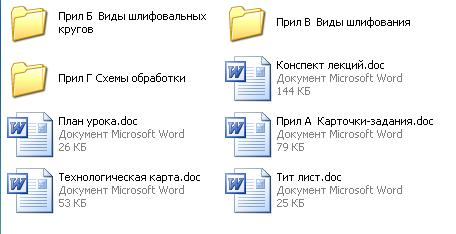 Прил Б Виды шлифовальных
кругов
Прил В Виды шлифования
Прил Г Схемы обработки
Конспект лекций.doc
Документ Microsoft Word
144 КБ
План урока.doc
Документ Microsoft Word
26 КБ
Прил А Карточки-задания.doc
Документ Microsoft Word
79 КБ
Технологическая карта.doc
Документ Microsoft Word
53 КБ
Тит лист.doc
Документ Microsoft Word
25 КБ